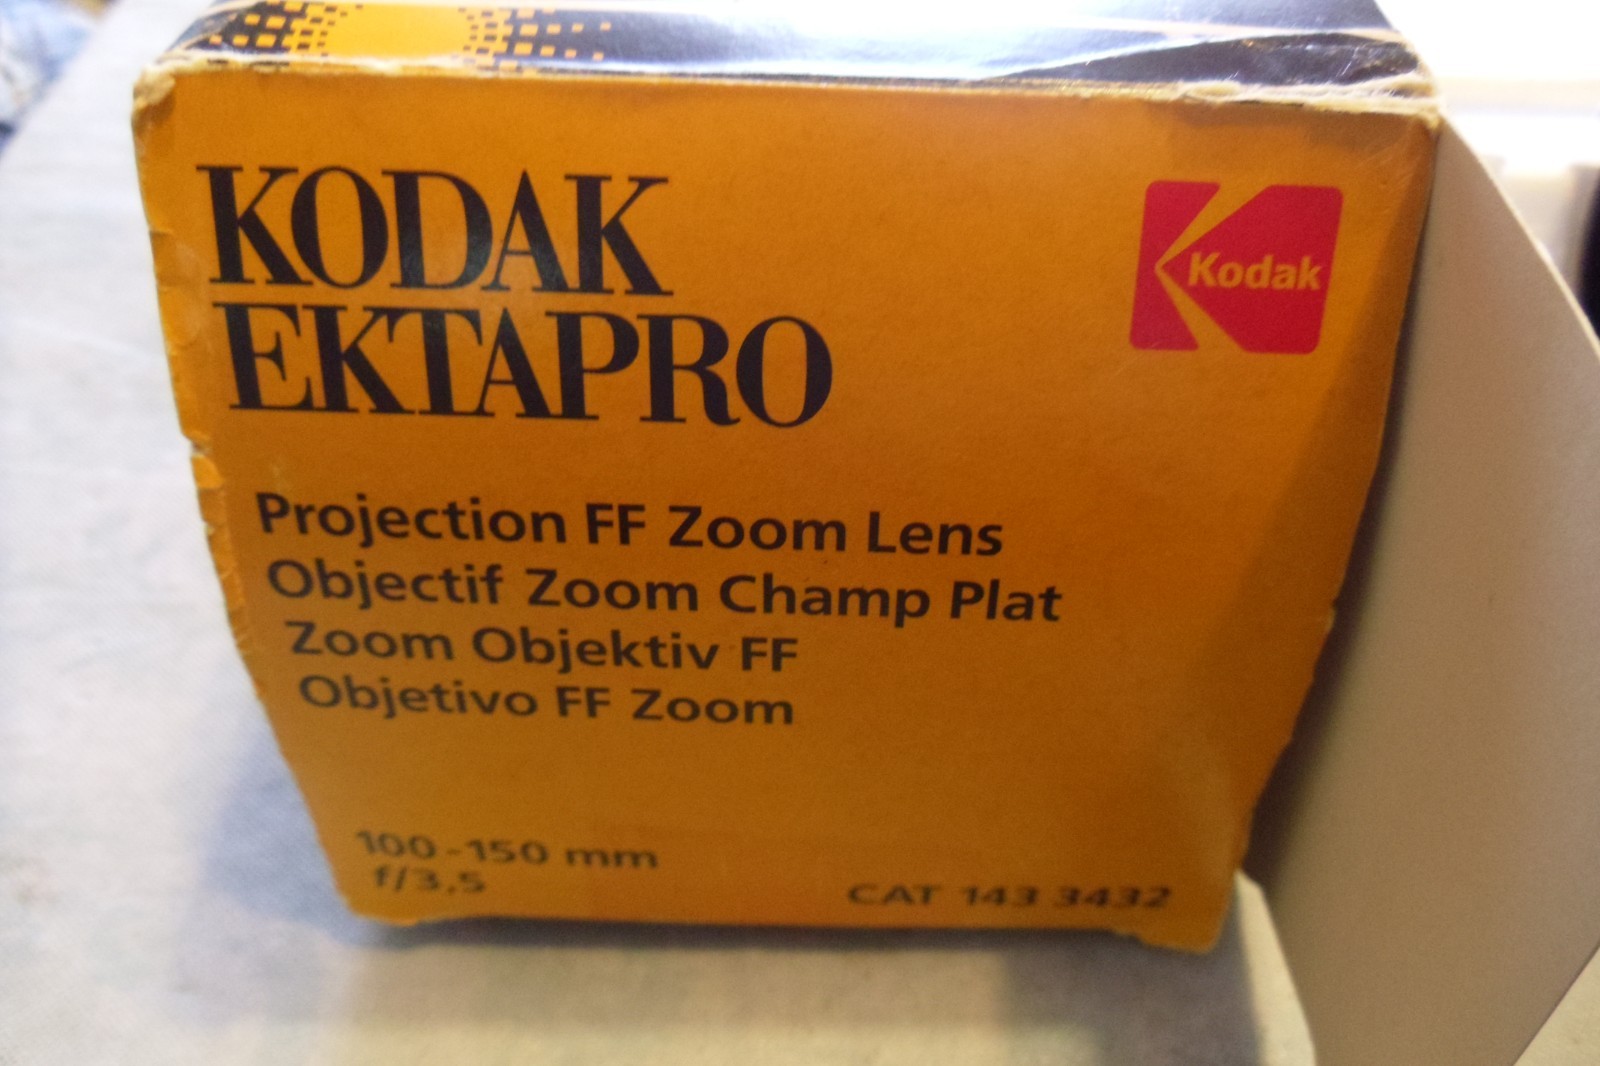 KODAK
EKTAPRO
Kodak
Projection FF Zoom Lens
Objectif Zoom Champ Plat
Zoom Objektiv FF
Objetivo FF Zoom
100-150 mm
f/3,5
CAT 143 3432